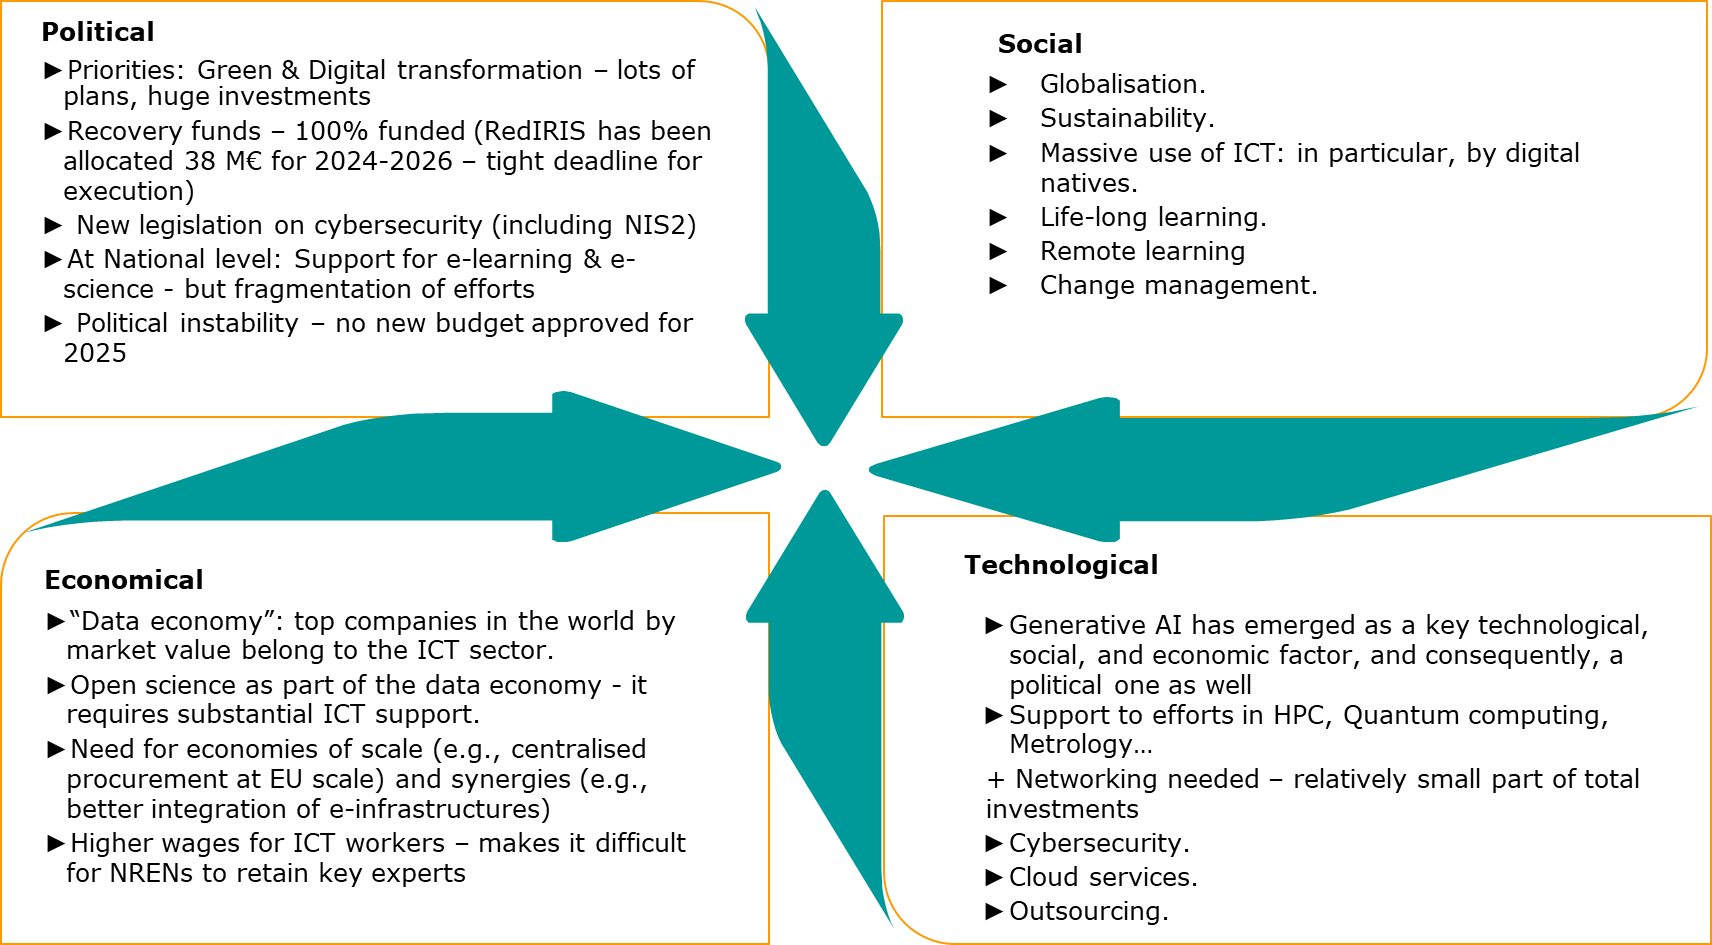 Political
►Priorities: Green & Digital transformation – lots of
plans, huge investments
►Recovery funds – 100% funded (RedIRIS has been
allocated 38 M€ for 2024-2026 – tight deadline for
execution)
► New legislation on cybersecurity (including NIS2)
►At National level: Support for e-learning & e-
science - but fragmentation of efforts
► Political instability – no new budget approved for
2025
Social
► Globalisation.
► Sustainability.
► Massive use of ICT: in particular, by digital
natives.
► Life-long learning.
► Remote learning
► Change management.
Economical
►“Data economy”: top companies in the world by
market value belong to the ICT sector.
►Open science as part of the data economy - it
requires substantial ICT support.
►Need for economies of scale (e.g., centralised
procurement at EU scale) and synergies (e.g.,
better integration of e-infrastructures)
►Higher wages for ICT workers – makes it difficult
for NRENs to retain key experts
Technological
►Generative AI has emerged as a key technological,
social, and economic factor, and consequently, a
political one as well
►Support to efforts in HPC, Quantum computing,
Metrology…
+ Networking needed – relatively small part of total
investments
►Cybersecurity.
►Cloud services.
►Outsourcing.